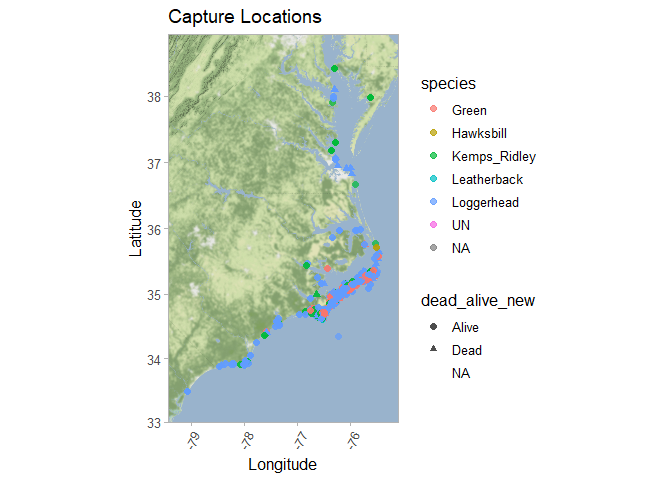 Capture Locations
Latitude
38
37
36
35
34
33
-79
-78
-77
-76
Longitude
species
Green
Hawksbill
Kemps_Ridley
Leatherback
Loggerhead
UN
NA
dead_alive_new
Alive
Dead
NA